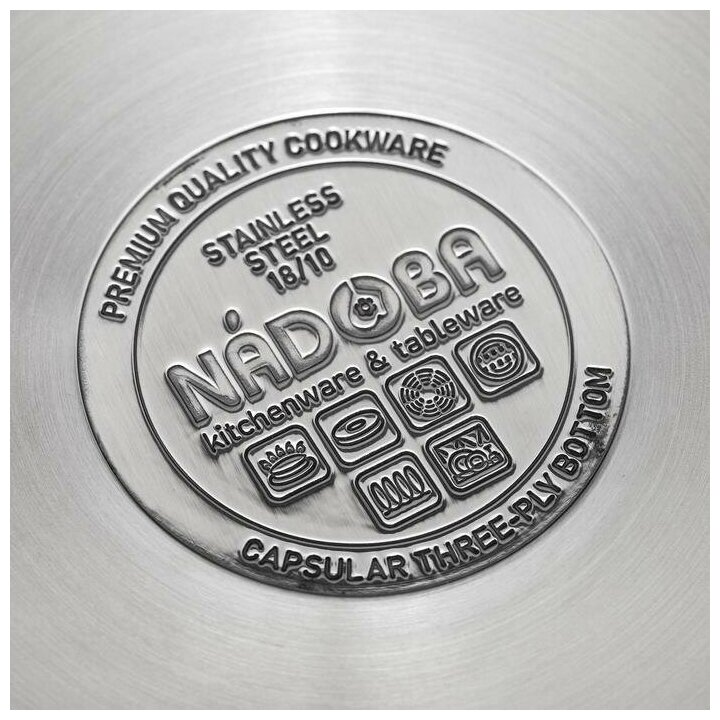 PREMIUM QUALITY COOKWARE
STAINLESS
STEEL
18/10
NÁDOBA
kitchenware & tableware
CAPSULAR THREE-PLY BOTTOM